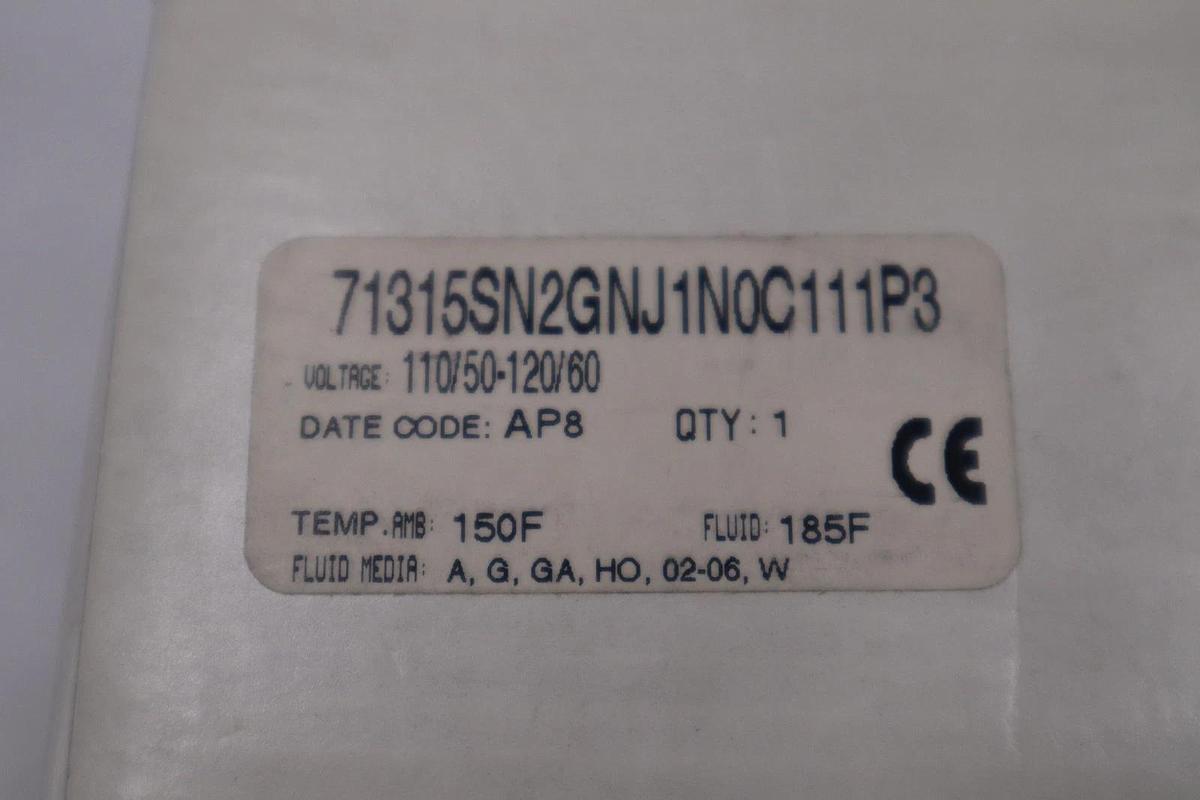 71315SN2GNJ1N0C111P3
VOLTAGE: 110/50-120/60
DATE CODE: AP8 QTY: 1
CE
TEMP.AMB: 150F FLUID: 185F
FLUID MEDIA: A, G, GA, HO, 02-06, W